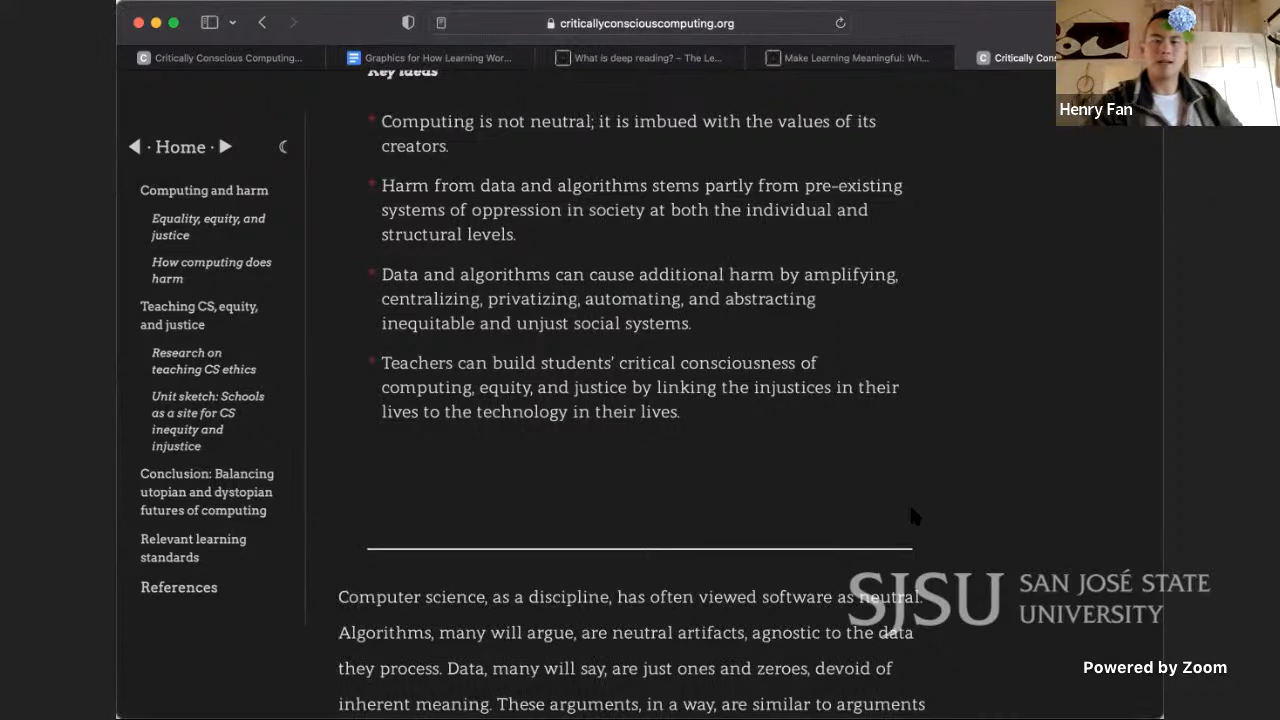 criticallyconsciouscomputing.org
Critically Conscious Computing...
Graphics for How Learning Wor...
What is deep reading? – The Le...
Make Learning Meaningful: Wh...
Critically Con
Henry Fan
Key ideas
Computing is not neutral; it is imbued with the values of its
creators.
Harm from data and algorithms stems partly from pre-existing
systems of oppression in society at both the individual and
structural levels.
Data and algorithms can cause additional harm by amplifying,
centralizing, privatizing, automating, and abstracting
inequitable and unjust social systems.
Teachers can build students' critical consciousness of
computing, equity, and justice by linking the injustices in their
lives to the technology in their lives.
◀ · Home · ▶
Computing and harm
Equality, equity, and
justice
How computing does
harm
Teaching CS, equity,
and justice
Research on
teaching CS ethics
Unit sketch: Schools
as a site for CS
inequity and
injustice
Conclusion: Balancing
utopian and dystopian
futures of computing
Relevant learning
standards
References
Computer science, as a discipline, has often viewed software as neutral.
Algorithms, many will argue, are neutral artifacts, agnostic to the data
they process. Data, many will say, are just ones and zeroes, devoid of
inherent meaning. These arguments, in a way, are similar to arguments
SJSU SAN JOSÉ STATE
UNIVERSITY
Powered by Zoom